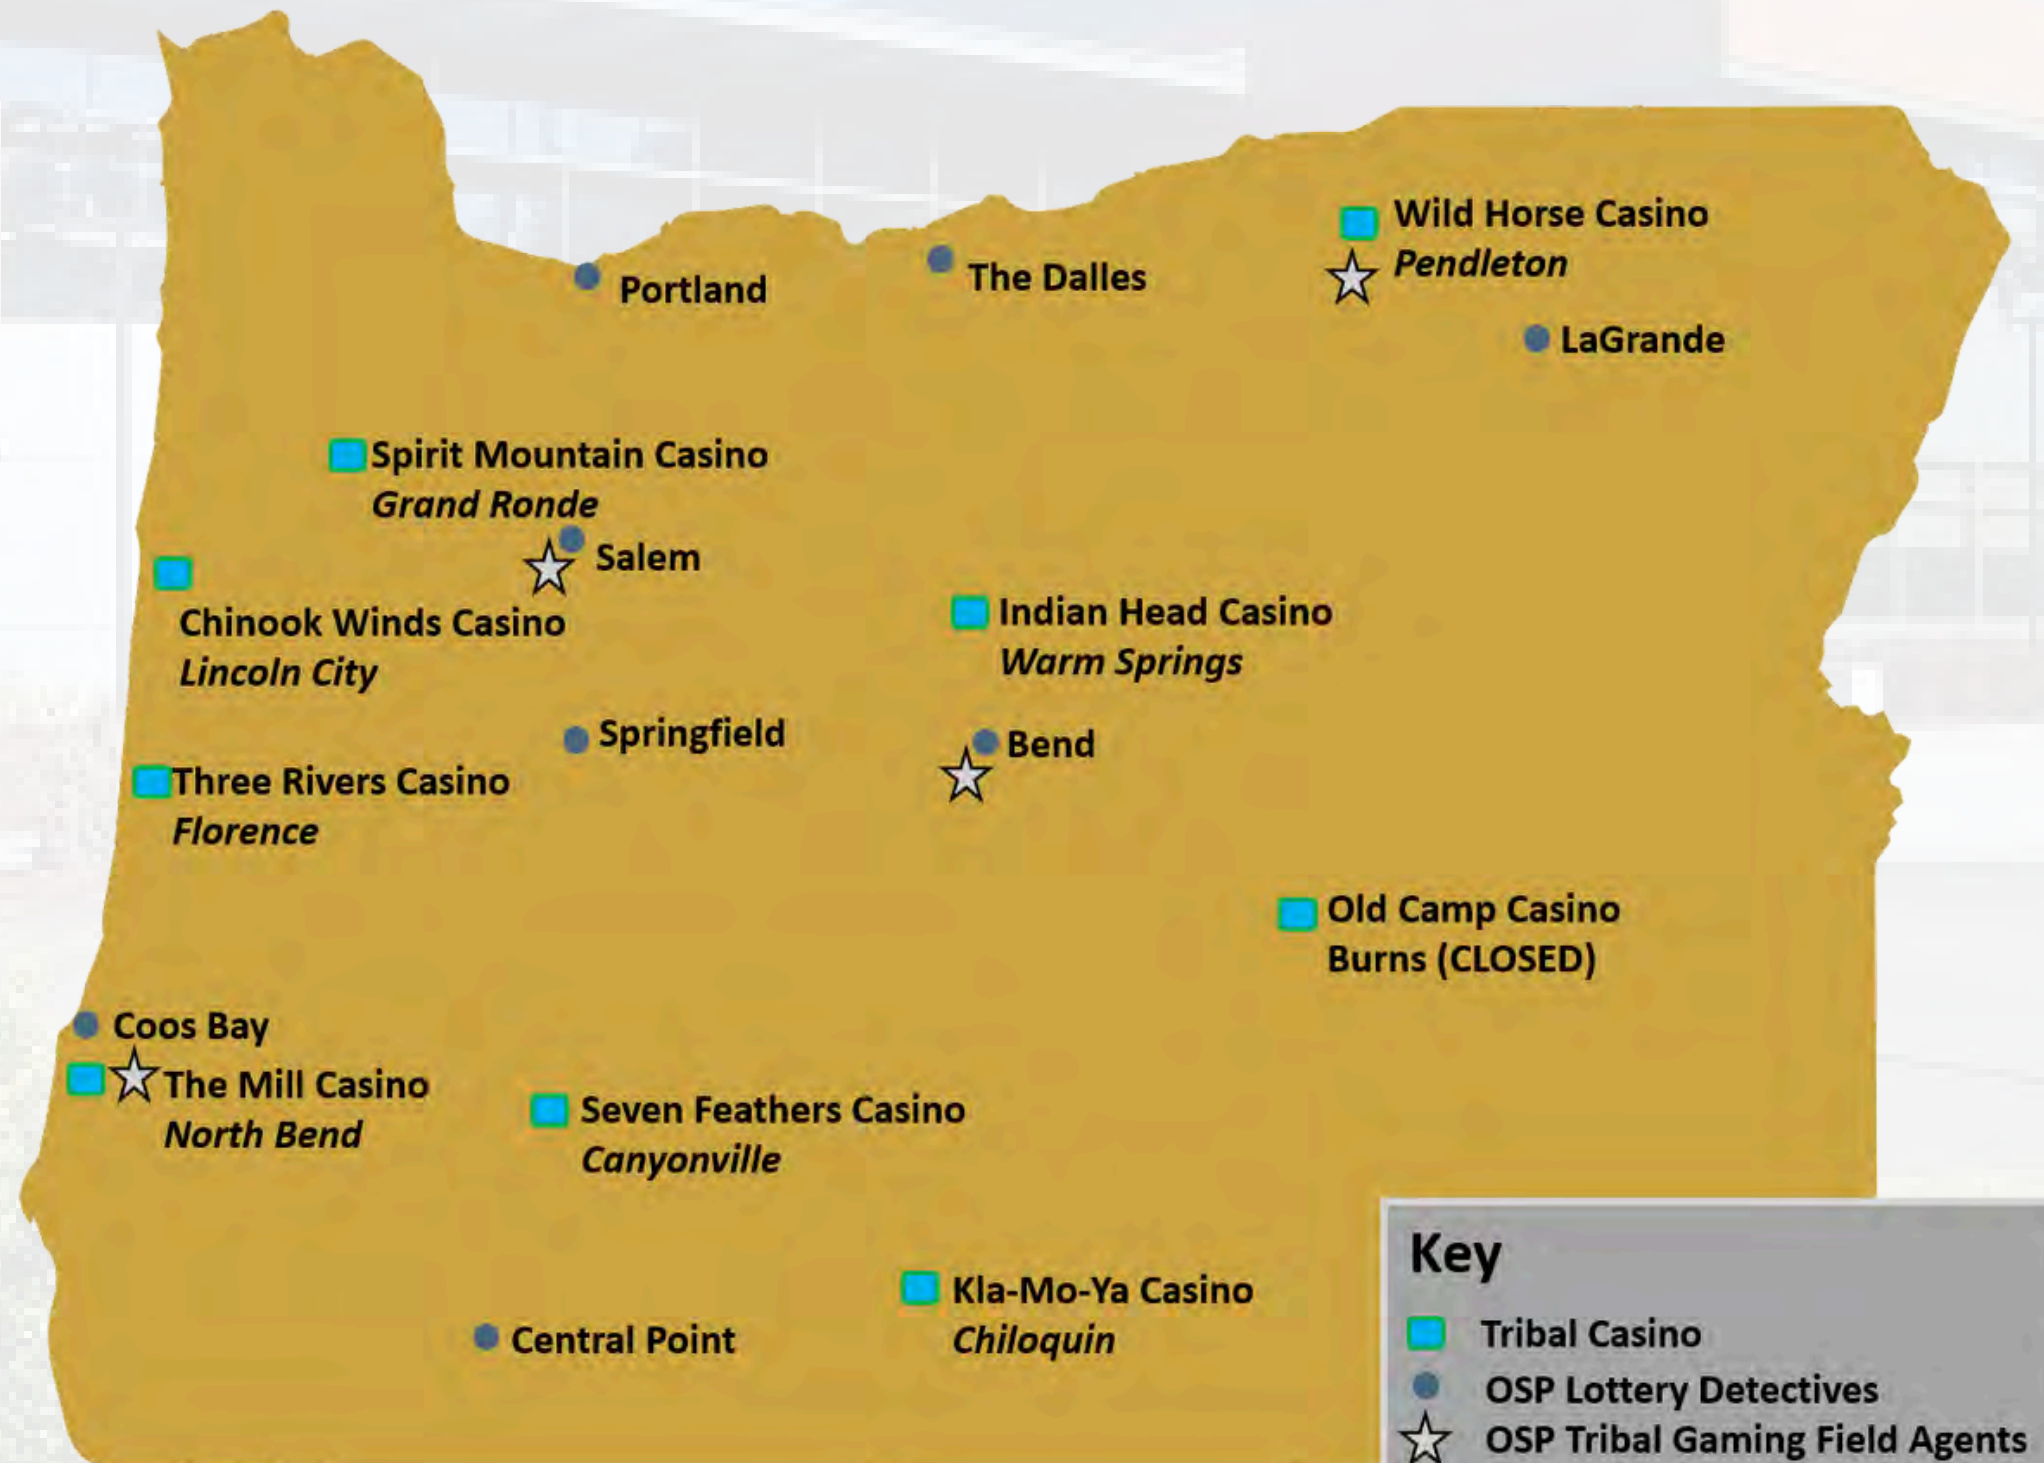 Wild Horse Casino
Pendleton
Portland
The Dalles
LaGrande
Spirit Mountain Casino
Grand Ronde
Salem
Chinook Winds Casino
Lincoln City
Indian Head Casino
Warm Springs
Springfield
Bend
Three Rivers Casino
Florence
Old Camp Casino
Burns (CLOSED)
Coos Bay
The Mill Casino
North Bend
Seven Feathers Casino
Canyonville
Kla-Mo-Ya Casino
Chiloquin
Central Point
Key
Tribal Casino
OSP Lottery Detectives
OSP Tribal Gaming Field Agents